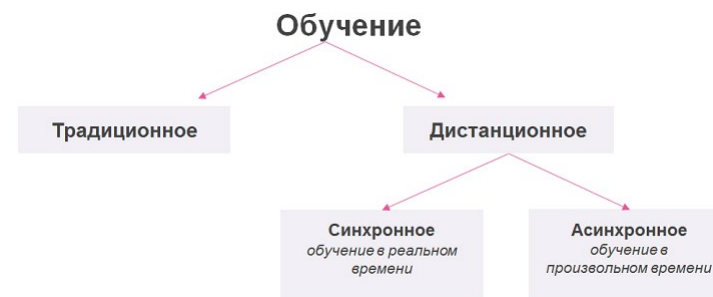 Обучение
Традиционное
Дистанционное
Синхронное
обучение в реальном
времени
Асинхронное
обучение в
произвольном времени